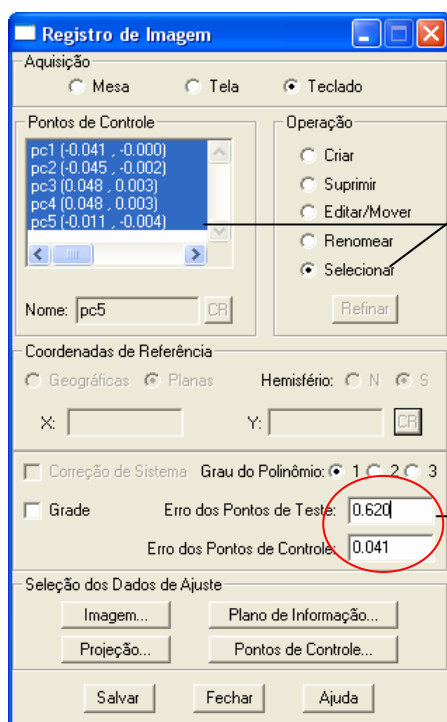 Registro de Imagem
Aquisição
Mesa Tela Teclado
Pontos de Controle
pc1 (-0.041 , -0.000)
pc2 (-0.045 , -0.002)
pc3 (0.048 , 0.003)
pc4 (0.048 , 0.003)
pc5 (-0.011 , -0.004)
Nome: pc5 CR
Operação
Criar
Suprimir
Editar/Mover
Renomear
Selecionar
Refinar
Coordenadas de Referência
Geográficas Planas Hemisfério: N S
X: Y: CR
Correção de Sistema Grau do Polinômio: 1 2 3
Grade Erro dos Pontos de Teste: 0.620
Erro dos Pontos de Controle: 0.041
Seleção dos Dados de Ajuste
Imagem... Plano de Informação...
Projeção... Pontos de Controle...
Salvar Fechar Ajuda